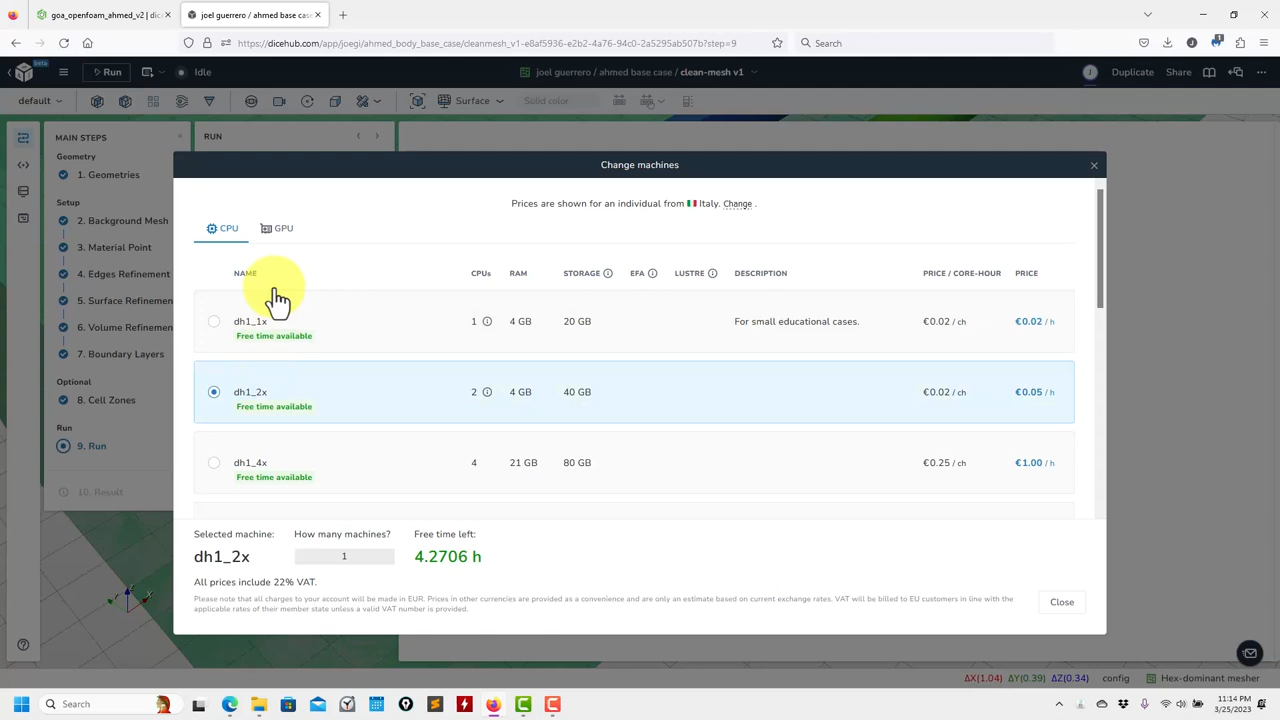 goa_openfoam_ahmed_v2 | dice
joel guerrero / ahmed base case
https://dicehub.com/app/joegi/ahmed_body_base_case/cleanmesh-1-e8af5936-e2b2-4a76-94c0-2a5295ab507b?step=9
Search
beta
Run
Idle
joel guerrero / ahmed base case / clean-mesh v1
J
Duplicate
Share
default
Surface
Solid color
MAIN STEPS
RUN
Geometry
1. Geometries
Setup
2. Background Mesh
3. Material Point
4. Edges Refinement
5. Surface Refinemen
6. Volume Refinemen
7. Boundary Layers
Optional
8. Cell Zones
Run
9. Run
10. Result
Change machines
Prices are shown for an individual from Italy. Change .
CPU
GPU
NAME CPUs RAM STORAGE EFA LUSTRE DESCRIPTION PRICE / CORE-HOUR PRICE
dh1_1x 1 4 GB 20 GB For small educational cases. €0.02 / ch €0.02 / h
Free time available
dh1_2x 2 4 GB 40 GB €0.02 / ch €0.05 / h
Free time available
dh1_4x 4 21 GB 80 GB €0.25 / ch €1.00 / h
Free time available
Selected machine: How many machines? Free time left:
dh1_2x 1 4.2706 h
All prices include 22% VAT.
Please note that all charges to your account will be made in EUR. Prices in other currencies are provided as a convenience and are only an estimate based on current exchange rates. VAT will be billed to EU customers in line with the
applicable rates of their member state unless a valid VAT number is provided.
Close
ΔX(1.04) ΔY(0.39) ΔZ(0.34) config Hex-dominant mesher
Search
11:14 PM
3/25/2023